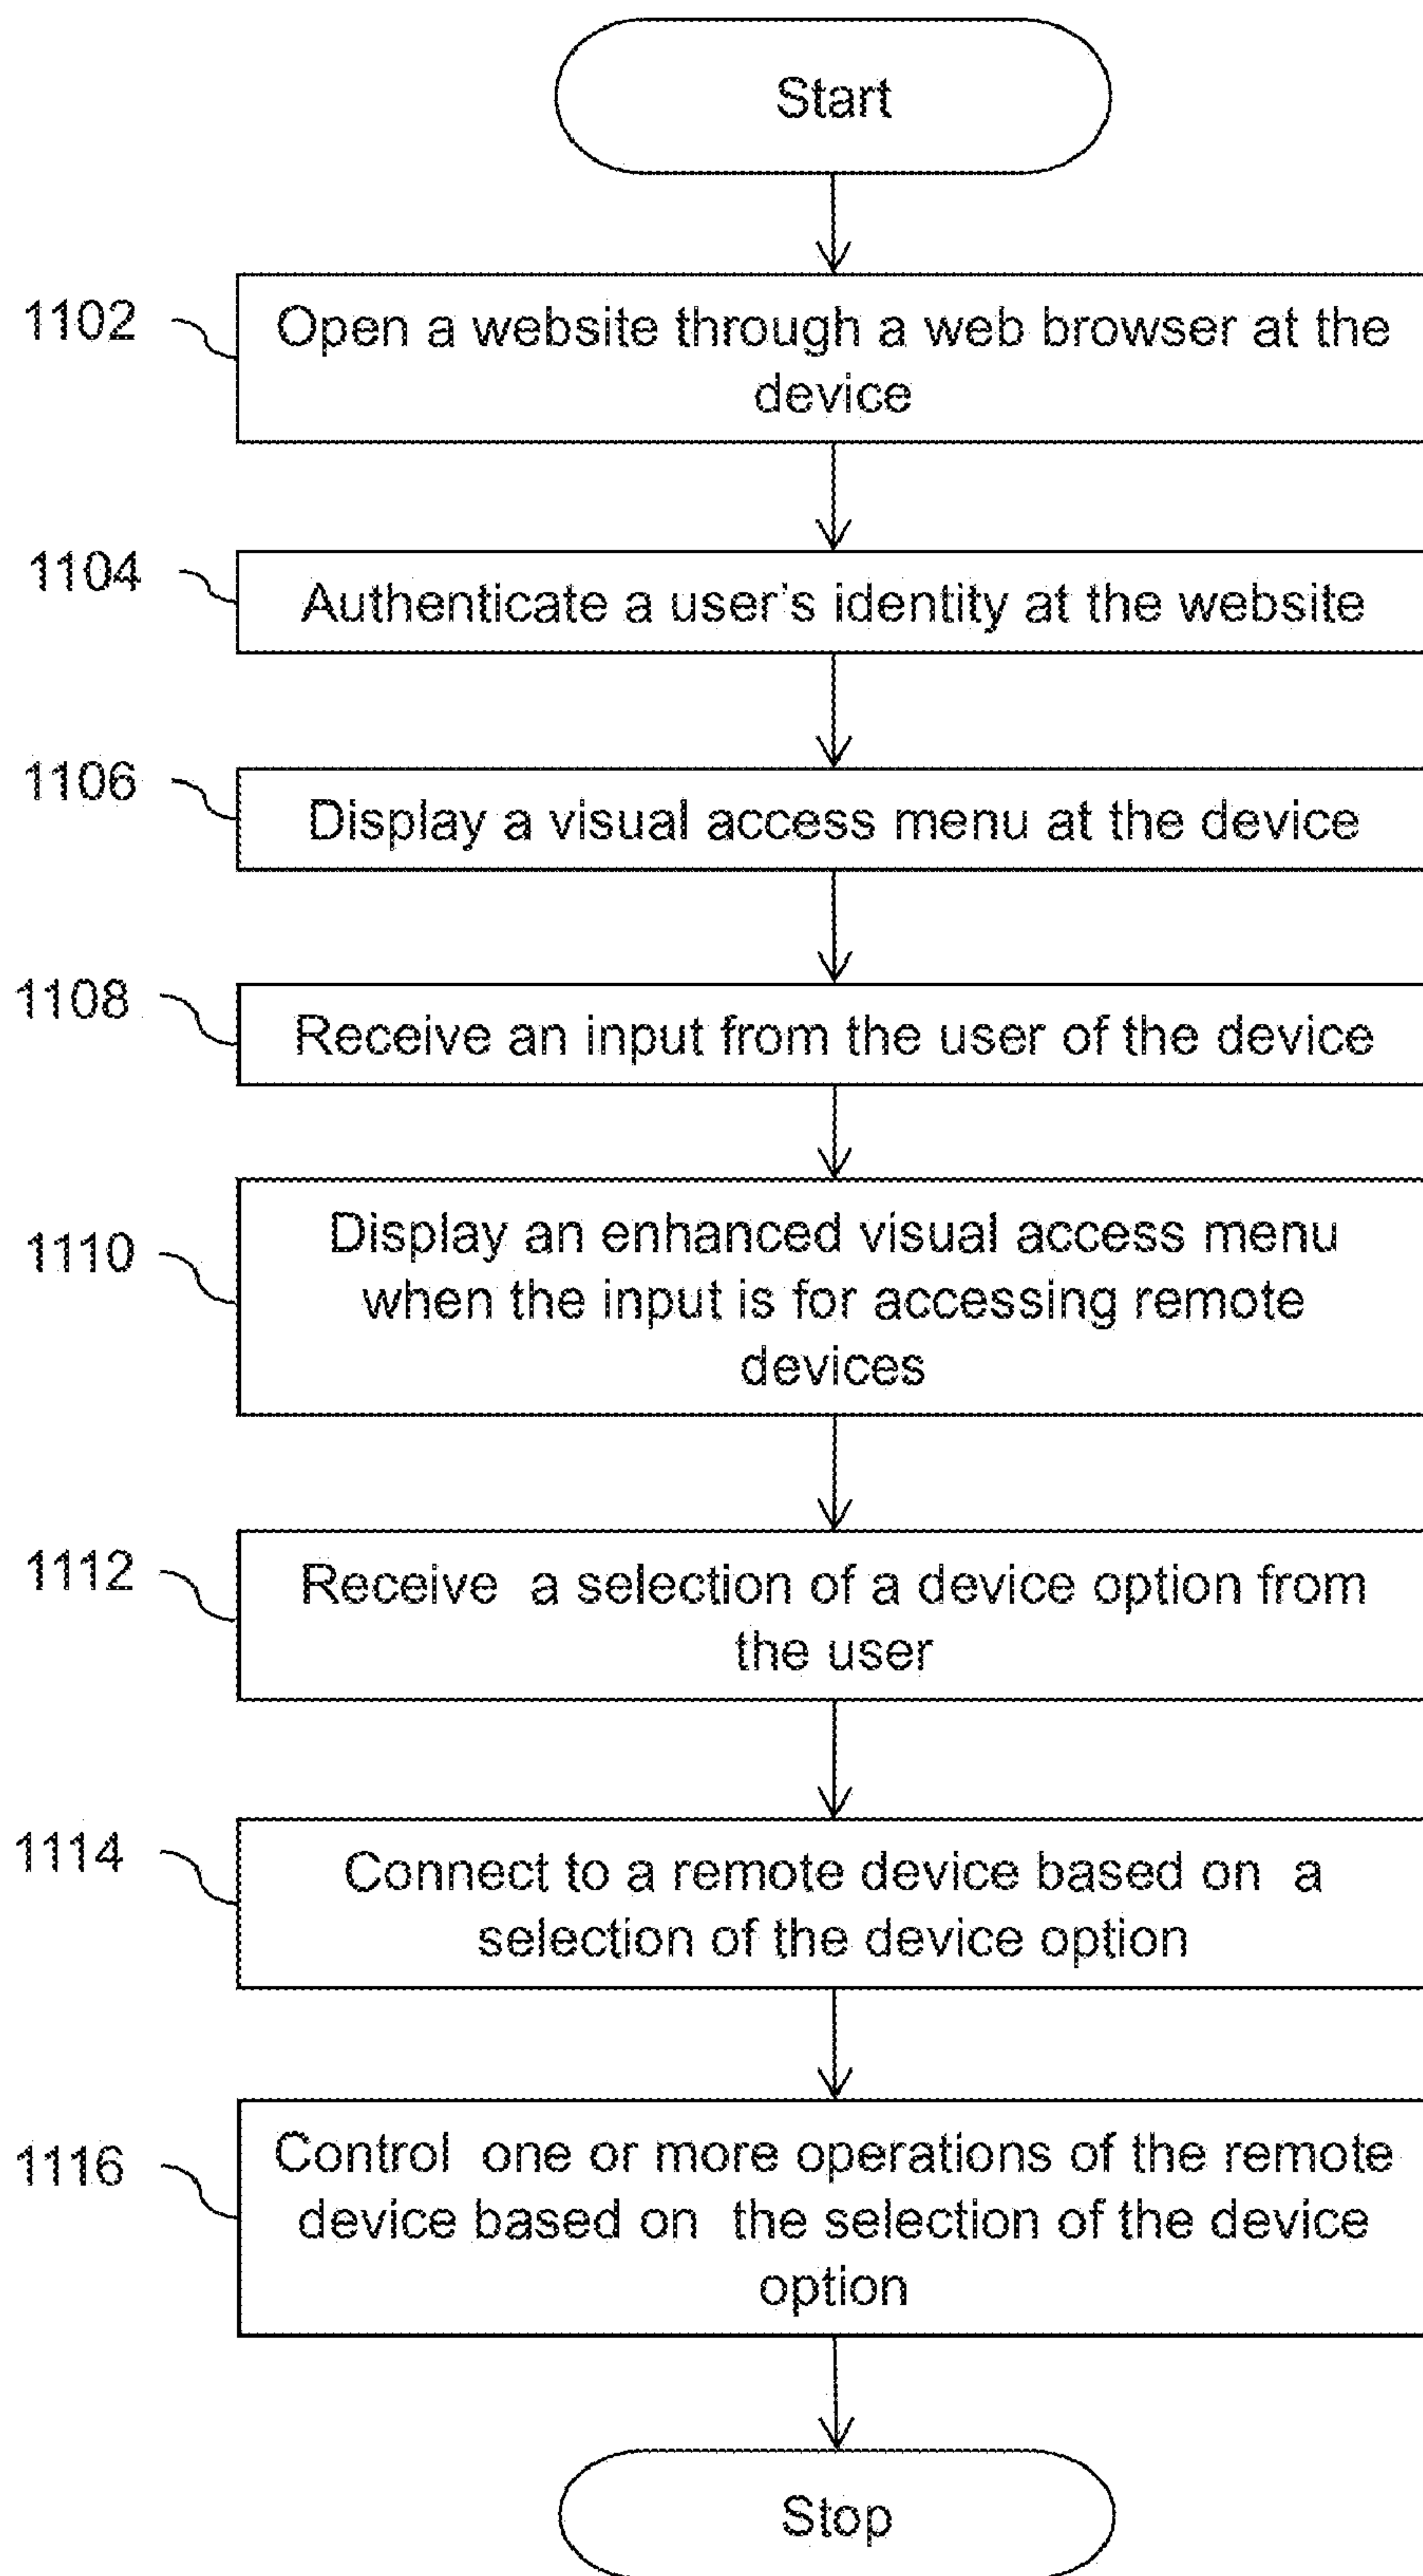 Start
1102
Open a website through a web browser at the
device
1104
Authenticate a user's identity at the website
1106
Display a visual access menu at the device
1108
Receive an input from the user of the device
1110
Display an enhanced visual access menu
when the input is for accessing remote
devices
1112
Receive a selection of a device option from
the user
1114
Connect to a remote device based on a
selection of the device option
1116
Control one or more operations of the remote
device based on the selection of the device
option
Stop